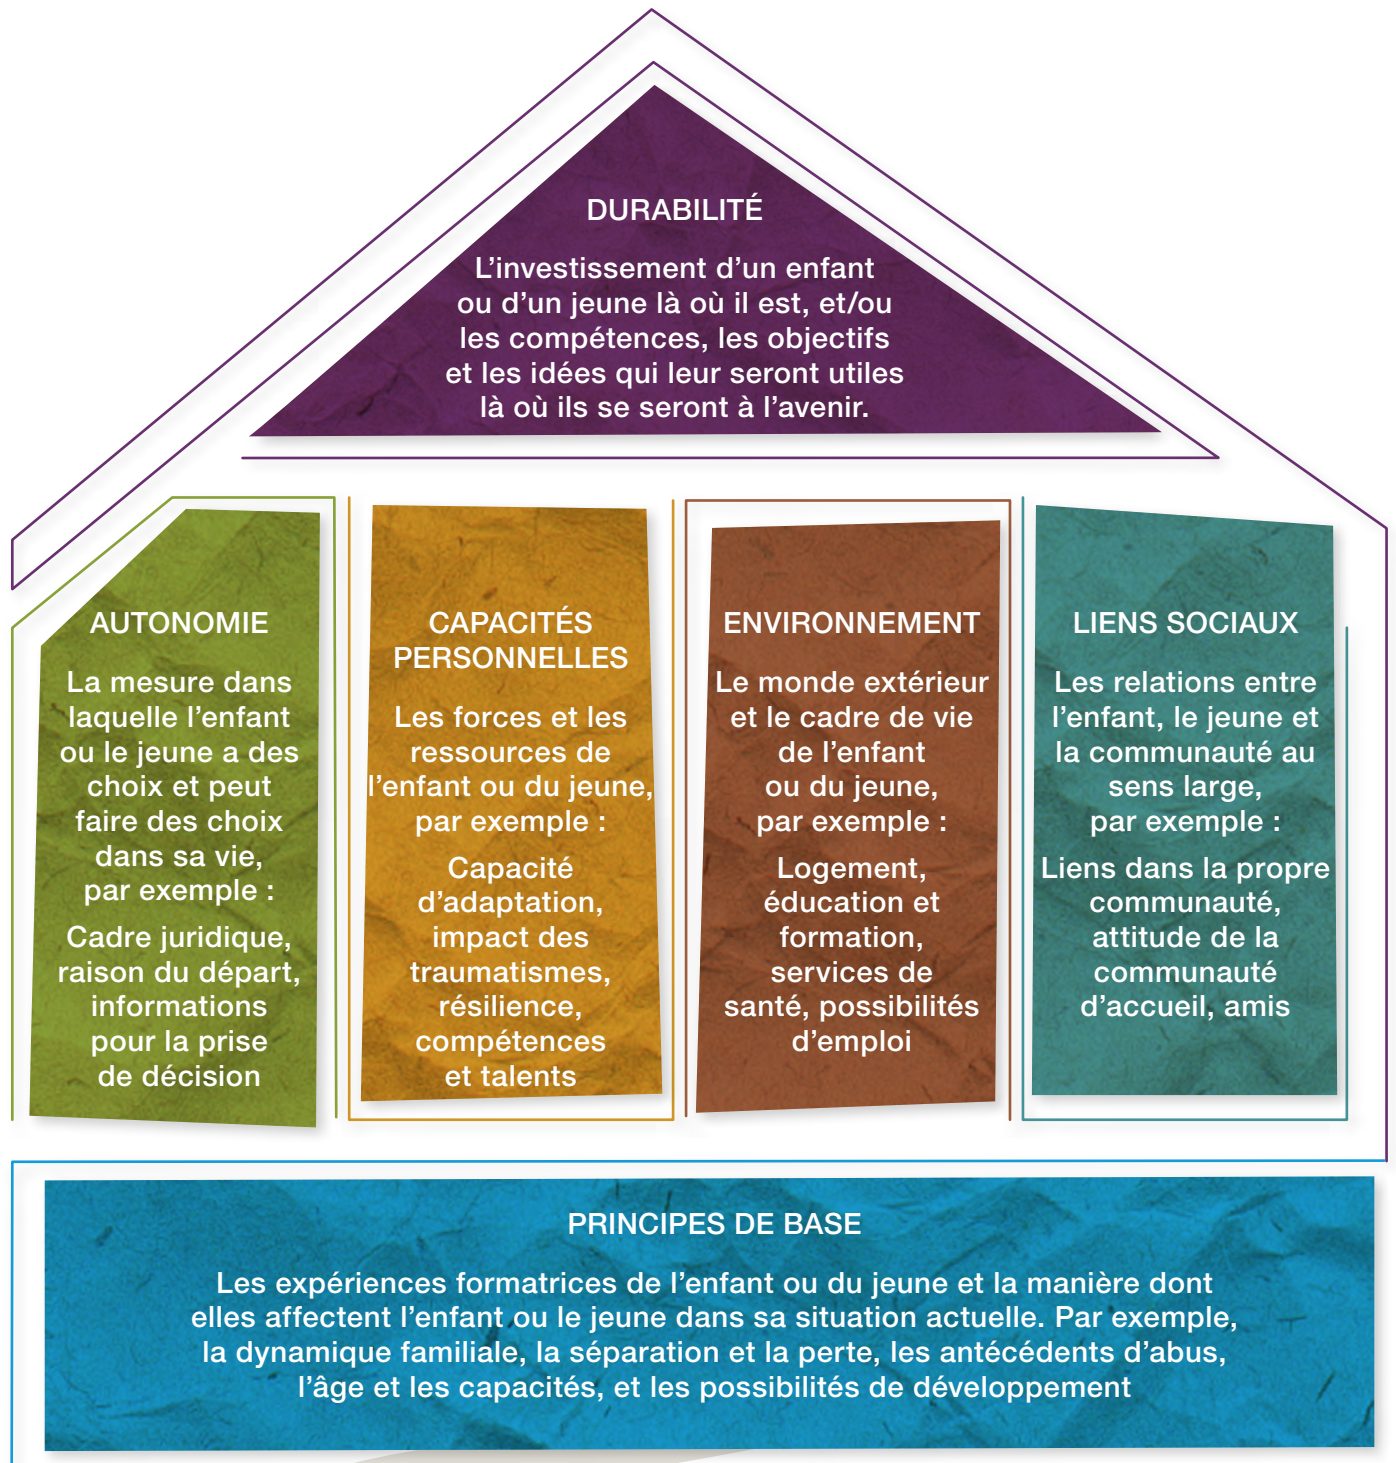 DURABILITÉ
L’investissement d’un enfant
ou d’un jeune là où il est, et/ou
les compétences, les objectifs
et les idées qui leur seront utiles
là où ils se seront à l’avenir.
AUTONOMIE
La mesure dans
laquelle l’enfant
ou le jeune a des
choix et peut
faire des choix
dans sa vie,
par exemple :
Cadre juridique,
raison du départ,
informations
pour la prise
de décision
CAPACITÉS
PERSONNELLES
Les forces et les
ressources de
l’enfant ou du jeune,
par exemple :
Capacité
d’adaptation,
impact des
traumatismes,
résilience,
compétences
et talents
ENVIRONNEMENT
Le monde extérieur
et le cadre de vie
de l’enfant
ou du jeune,
par exemple :
Logement,
éducation et
formation,
services de
santé, possibilités
d’emploi
LIENS SOCIAUX
Les relations entre
l’enfant, le jeune et
la communauté au
sens large,
par exemple :
Liens dans la propre
communauté,
attitude de la
communauté
d’accueil, amis
PRINCIPES DE BASE
Les expériences formatrices de l’enfant ou du jeune et la manière dont
elles affectent l’enfant ou le jeune dans sa situation actuelle. Par exemple,
la dynamique familiale, la séparation et la perte, les antécédents d’abus,
l’âge et les capacités, et les possibilités de développement